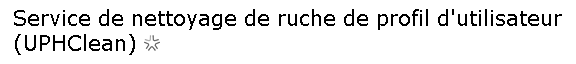 Service de nettoyage de ruche de profil d'utilisateur
(UPHClean)